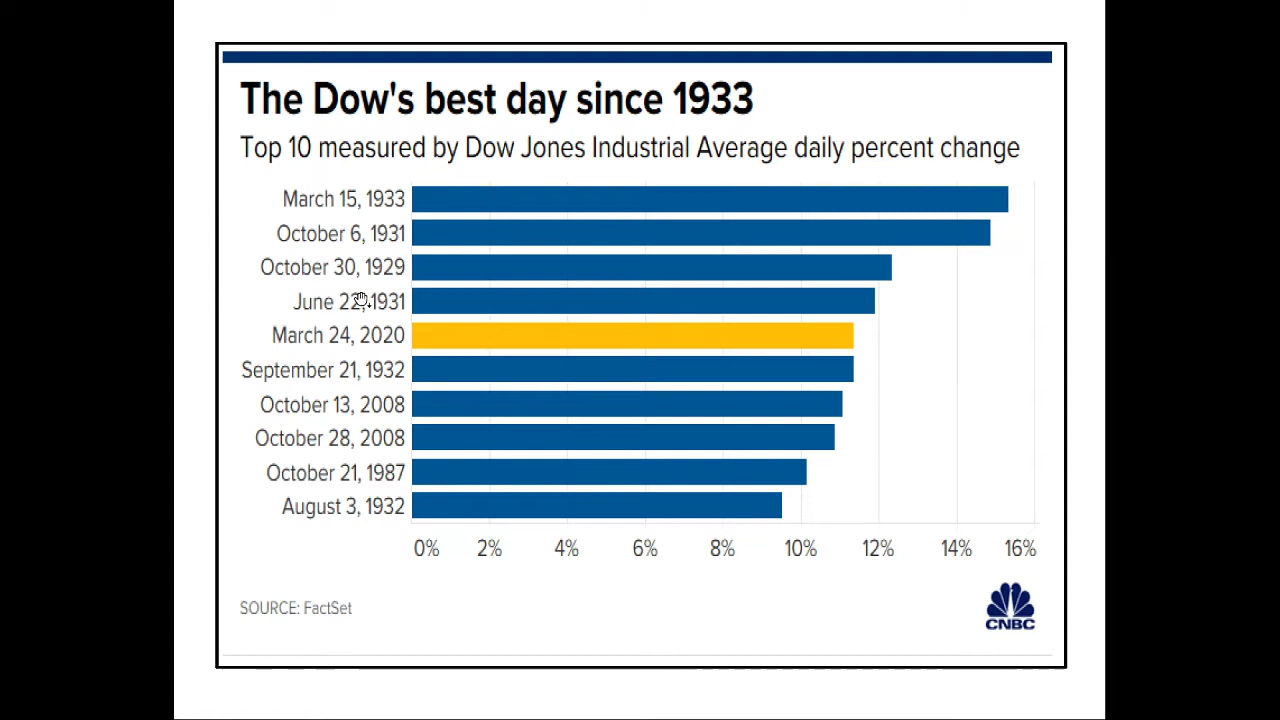 The Dow's best day since 1933
Top 10 measured by Dow Jones Industrial Average daily percent change
March 15, 1933
October 6, 1931
October 30, 1929
June 22, 1931
March 24, 2020
September 21, 1932
October 13, 2008
October 28, 2008
October 21, 1987
August 3, 1932
0% 2% 4% 6% 8% 10% 12% 14% 16%
SOURCE: FactSet
CNBC